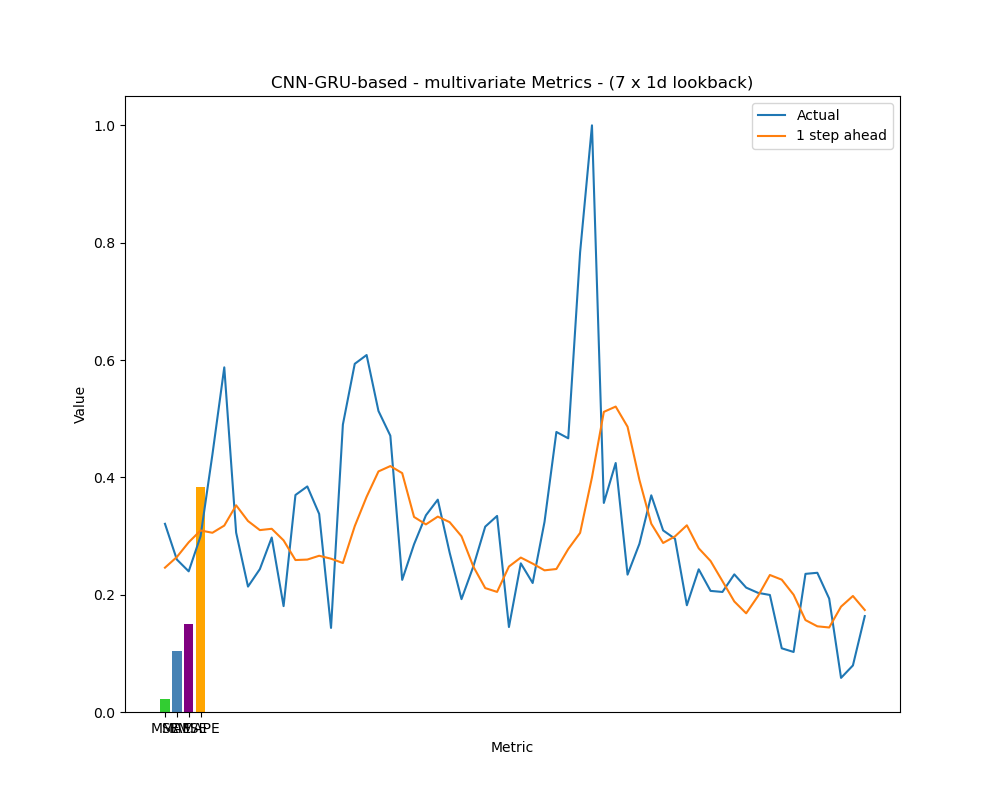 CNN-GRU-based - multivariate Metrics - (7 x 1d lookback)
Actual
1 step ahead
1.0
0.8
0.6
0.4
0.2
0.0
Value
Metric